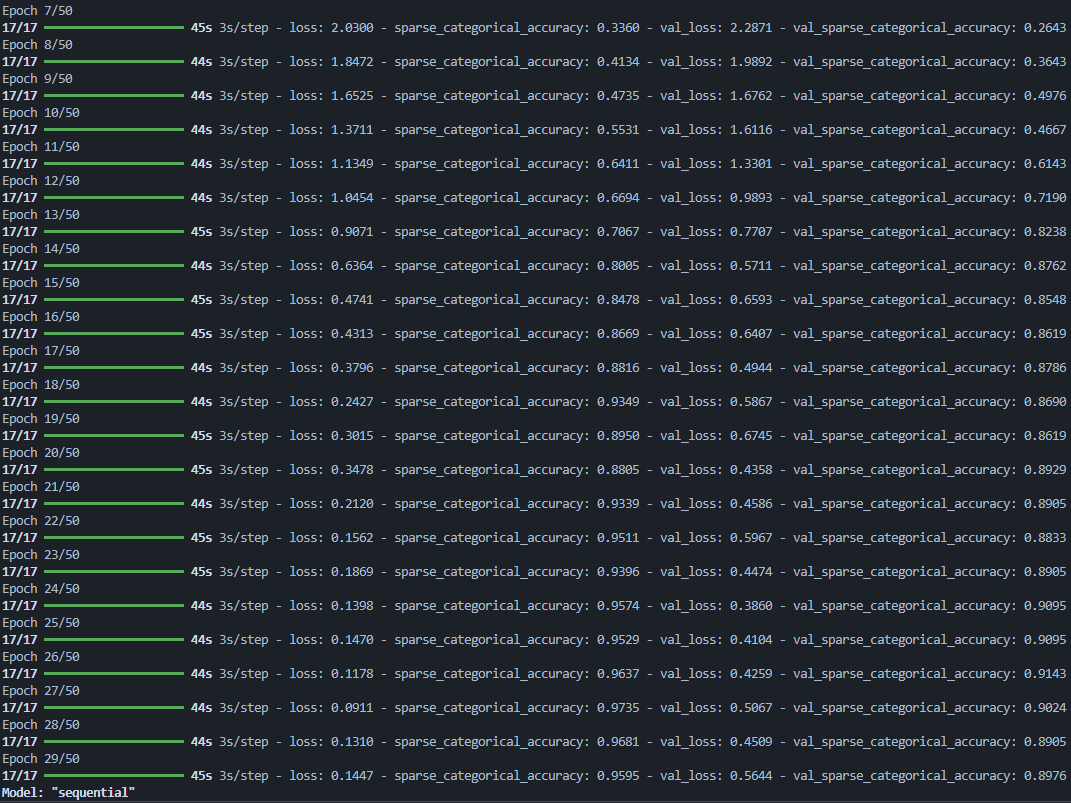 Epoch 7/50
17/17 45s 3s/step - loss: 2.0300 - sparse_categorical_accuracy: 0.3360 - val_loss: 2.2871 - val_sparse_categorical_accuracy: 0.2643
Epoch 8/50
17/17 44s 3s/step - loss: 1.8472 - sparse_categorical_accuracy: 0.4134 - val_loss: 1.9892 - val_sparse_categorical_accuracy: 0.3643
Epoch 9/50
17/17 44s 3s/step - loss: 1.6525 - sparse_categorical_accuracy: 0.4735 - val_loss: 1.6762 - val_sparse_categorical_accuracy: 0.4976
Epoch 10/50
17/17 44s 3s/step - loss: 1.3711 - sparse_categorical_accuracy: 0.5531 - val_loss: 1.6116 - val_sparse_categorical_accuracy: 0.4667
Epoch 11/50
17/17 44s 3s/step - loss: 1.1349 - sparse_categorical_accuracy: 0.6411 - val_loss: 1.3301 - val_sparse_categorical_accuracy: 0.6143
Epoch 12/50
17/17 44s 3s/step - loss: 1.0454 - sparse_categorical_accuracy: 0.6694 - val_loss: 0.9893 - val_sparse_categorical_accuracy: 0.7190
Epoch 13/50
17/17 45s 3s/step - loss: 0.9071 - sparse_categorical_accuracy: 0.7067 - val_loss: 0.7707 - val_sparse_categorical_accuracy: 0.8238
Epoch 14/50
17/17 44s 3s/step - loss: 0.6364 - sparse_categorical_accuracy: 0.8005 - val_loss: 0.5711 - val_sparse_categorical_accuracy: 0.8762
Epoch 15/50
17/17 45s 3s/step - loss: 0.4741 - sparse_categorical_accuracy: 0.8478 - val_loss: 0.6593 - val_sparse_categorical_accuracy: 0.8548
Epoch 16/50
17/17 45s 3s/step - loss: 0.4313 - sparse_categorical_accuracy: 0.8669 - val_loss: 0.6407 - val_sparse_categorical_accuracy: 0.8619
Epoch 17/50
17/17 44s 3s/step - loss: 0.3796 - sparse_categorical_accuracy: 0.8816 - val_loss: 0.4944 - val_sparse_categorical_accuracy: 0.8786
Epoch 18/50
17/17 44s 3s/step - loss: 0.2427 - sparse_categorical_accuracy: 0.9349 - val_loss: 0.5867 - val_sparse_categorical_accuracy: 0.8690
Epoch 19/50
17/17 45s 3s/step - loss: 0.3015 - sparse_categorical_accuracy: 0.8950 - val_loss: 0.6745 - val_sparse_categorical_accuracy: 0.8619
Epoch 20/50
17/17 45s 3s/step - loss: 0.3478 - sparse_categorical_accuracy: 0.8805 - val_loss: 0.4358 - val_sparse_categorical_accuracy: 0.8929
Epoch 21/50
17/17 44s 3s/step - loss: 0.2120 - sparse_categorical_accuracy: 0.9339 - val_loss: 0.4586 - val_sparse_categorical_accuracy: 0.8905
Epoch 22/50
17/17 45s 3s/step - loss: 0.1562 - sparse_categorical_accuracy: 0.9511 - val_loss: 0.5967 - val_sparse_categorical_accuracy: 0.8833
Epoch 23/50
17/17 45s 3s/step - loss: 0.1869 - sparse_categorical_accuracy: 0.9396 - val_loss: 0.4474 - val_sparse_categorical_accuracy: 0.8905
Epoch 24/50
17/17 44s 3s/step - loss: 0.1398 - sparse_categorical_accuracy: 0.9574 - val_loss: 0.3860 - val_sparse_categorical_accuracy: 0.9095
Epoch 25/50
17/17 44s 3s/step - loss: 0.1470 - sparse_categorical_accuracy: 0.9529 - val_loss: 0.4104 - val_sparse_categorical_accuracy: 0.9095
Epoch 26/50
17/17 44s 3s/step - loss: 0.1178 - sparse_categorical_accuracy: 0.9637 - val_loss: 0.4259 - val_sparse_categorical_accuracy: 0.9143
Epoch 27/50
17/17 44s 3s/step - loss: 0.0911 - sparse_categorical_accuracy: 0.9735 - val_loss: 0.5067 - val_sparse_categorical_accuracy: 0.9024
Epoch 28/50
17/17 44s 3s/step - loss: 0.1310 - sparse_categorical_accuracy: 0.9681 - val_loss: 0.4509 - val_sparse_categorical_accuracy: 0.8905
Epoch 29/50
17/17 45s 3s/step - loss: 0.1447 - sparse_categorical_accuracy: 0.9595 - val_loss: 0.5644 - val_sparse_categorical_accuracy: 0.8976
Model: "sequential"